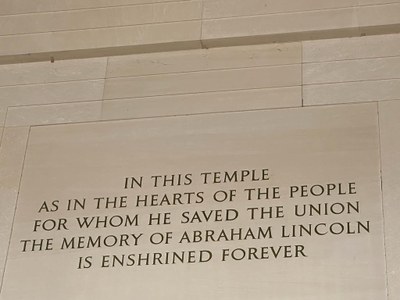 IN THIS TEMPLE
AS IN THE HEARTS OF THE PEOPLE
FOR WHOM HE SAVED THE UNION
THE MEMORY OF ABRAHAM LINCOLN
IS ENSHRINED FOREVER